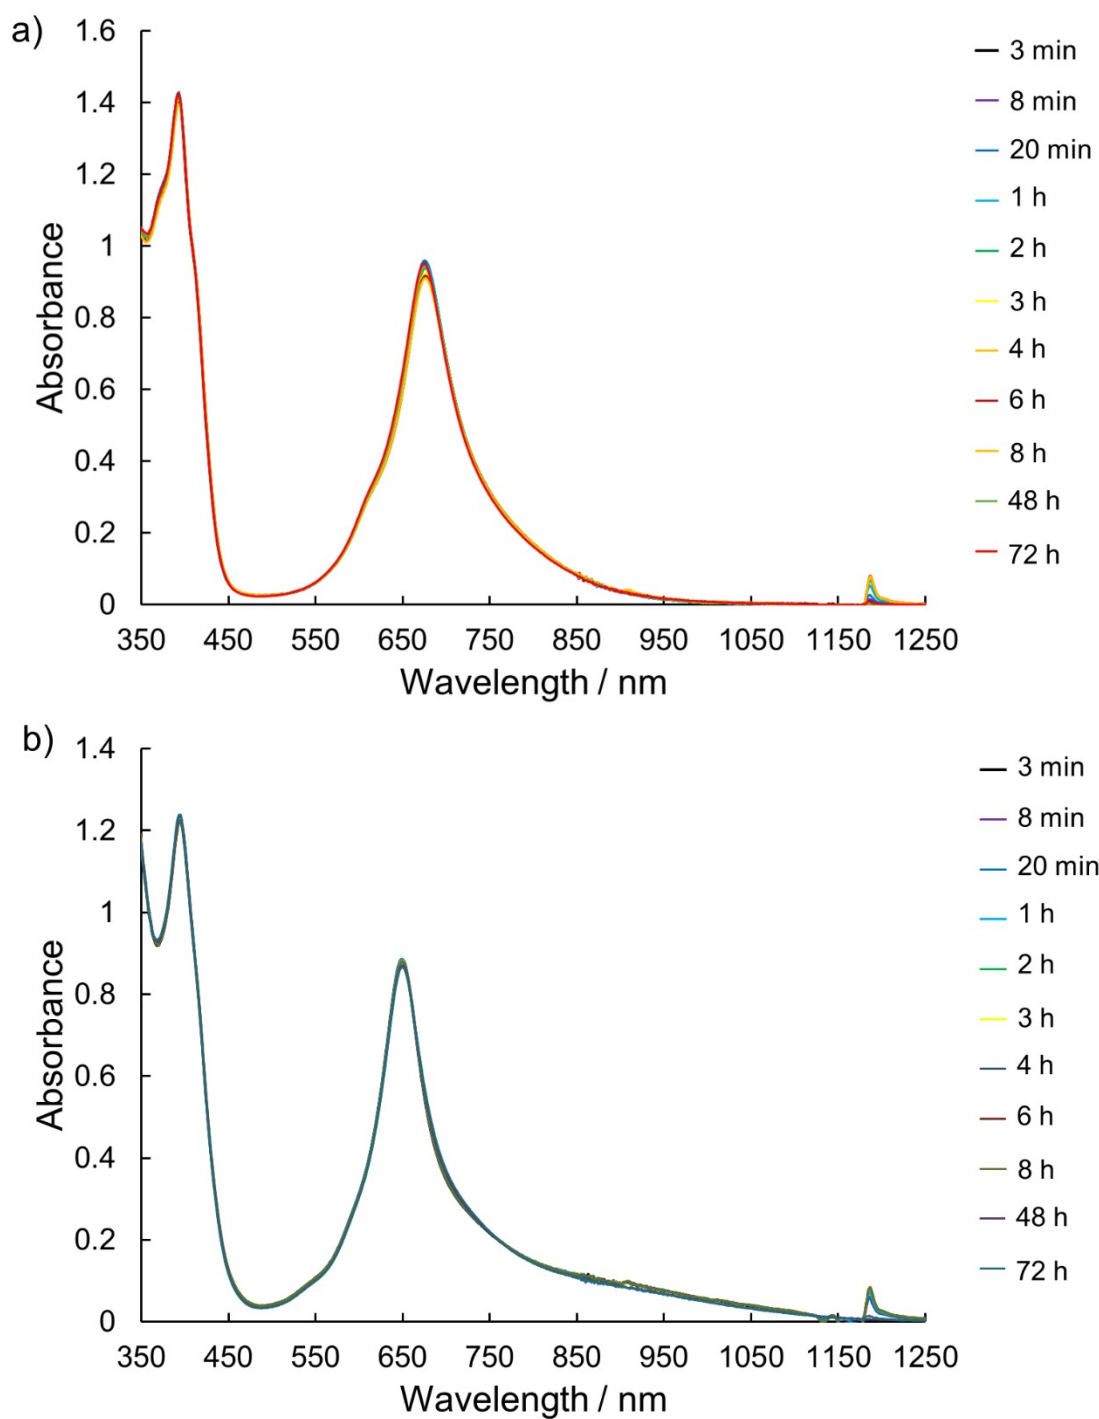 a)
1.6
1.4
1.2
1
0.8
0.6
0.4
0.2
0
Absorbance
350 450 550 650 750 850 950 1050 1150 1250
Wavelength / nm
3 min
8 min
20 min
1 h
2 h
3 h
4 h
6 h
8 h
48 h
72 h
b)
1.4
1.2
1
0.8
0.6
0.4
0.2
0
Absorbance
350 450 550 650 750 850 950 1050 1150 1250
Wavelength / nm
3 min
8 min
20 min
1 h
2 h
3 h
4 h
6 h
8 h
48 h
72 h